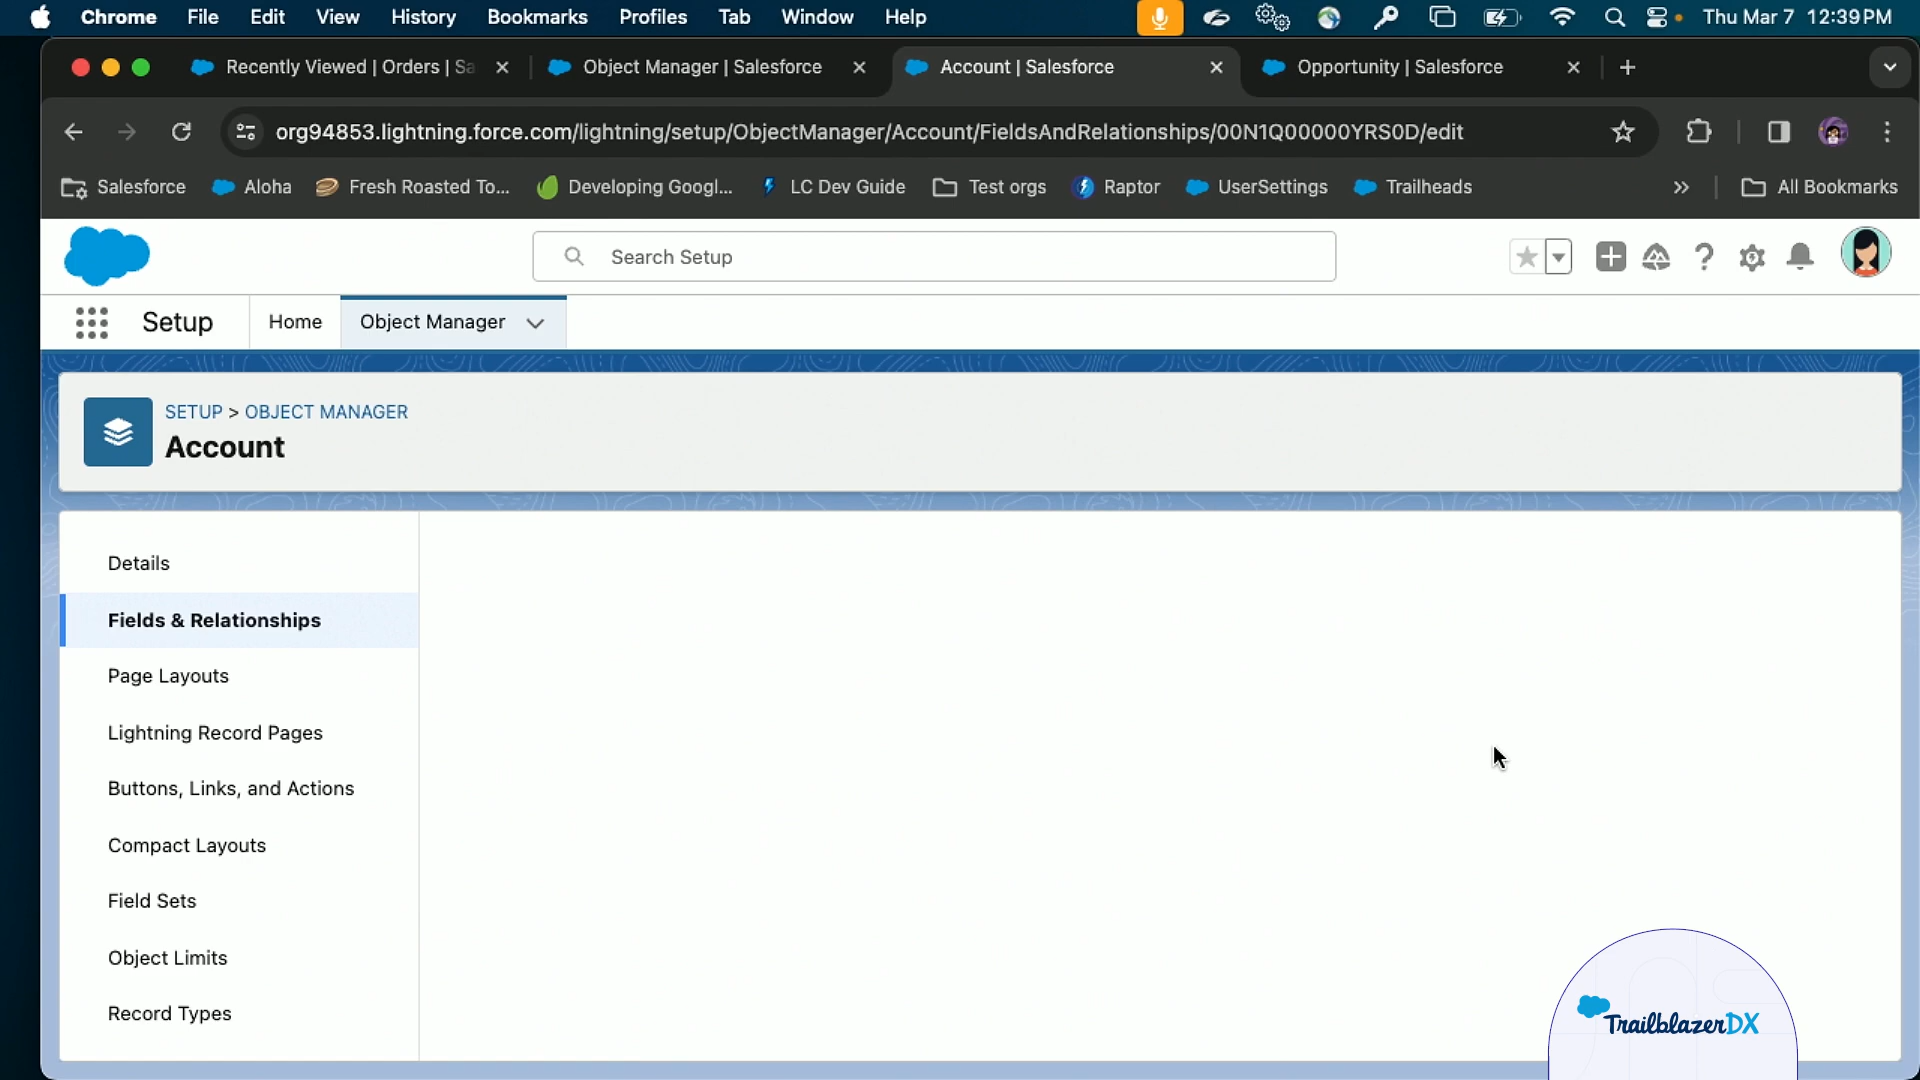 Chrome File Edit View History Bookmarks Profiles Tab Window Help Thu Mar 7 12:39 PM
Recently Viewed | Orders | Sa Object Manager | Salesforce Account | Salesforce Opportunity | Salesforce
org94853.lightning.force.com/lightning/setup/ObjectManager/Account/FieldsAndRelationships/00N1Q00000YRS0D/edit
Salesforce Aloha Fresh Roasted To... Developing Googl... LC Dev Guide Test orgs Raptor UserSettings Trailheads » All Bookmarks
Search Setup
Setup Home Object Manager
SETUP > OBJECT MANAGER
Account
Details
Fields & Relationships
Page Layouts
Lightning Record Pages
Buttons, Links, and Actions
Compact Layouts
Field Sets
Object Limits
Record Types
TrailblazerDX